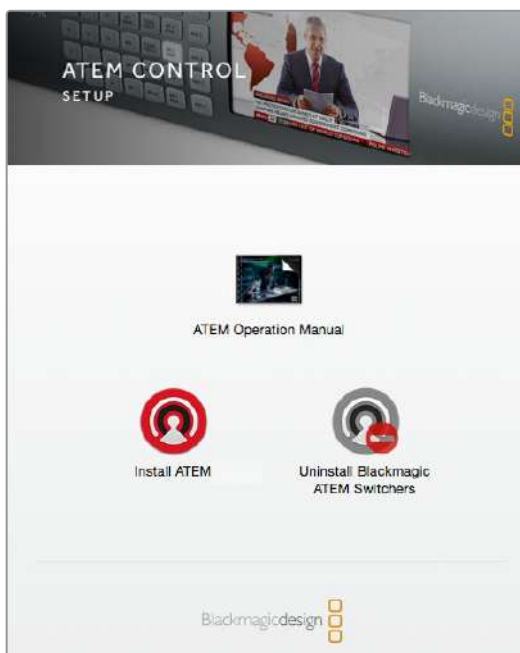 ATEM CONTROL
SETUP
Blackmagicdesign
ATEM Operation Manual
Install ATEM
Uninstall Blackmagic
ATEM Switchers
Blackmagicdesign